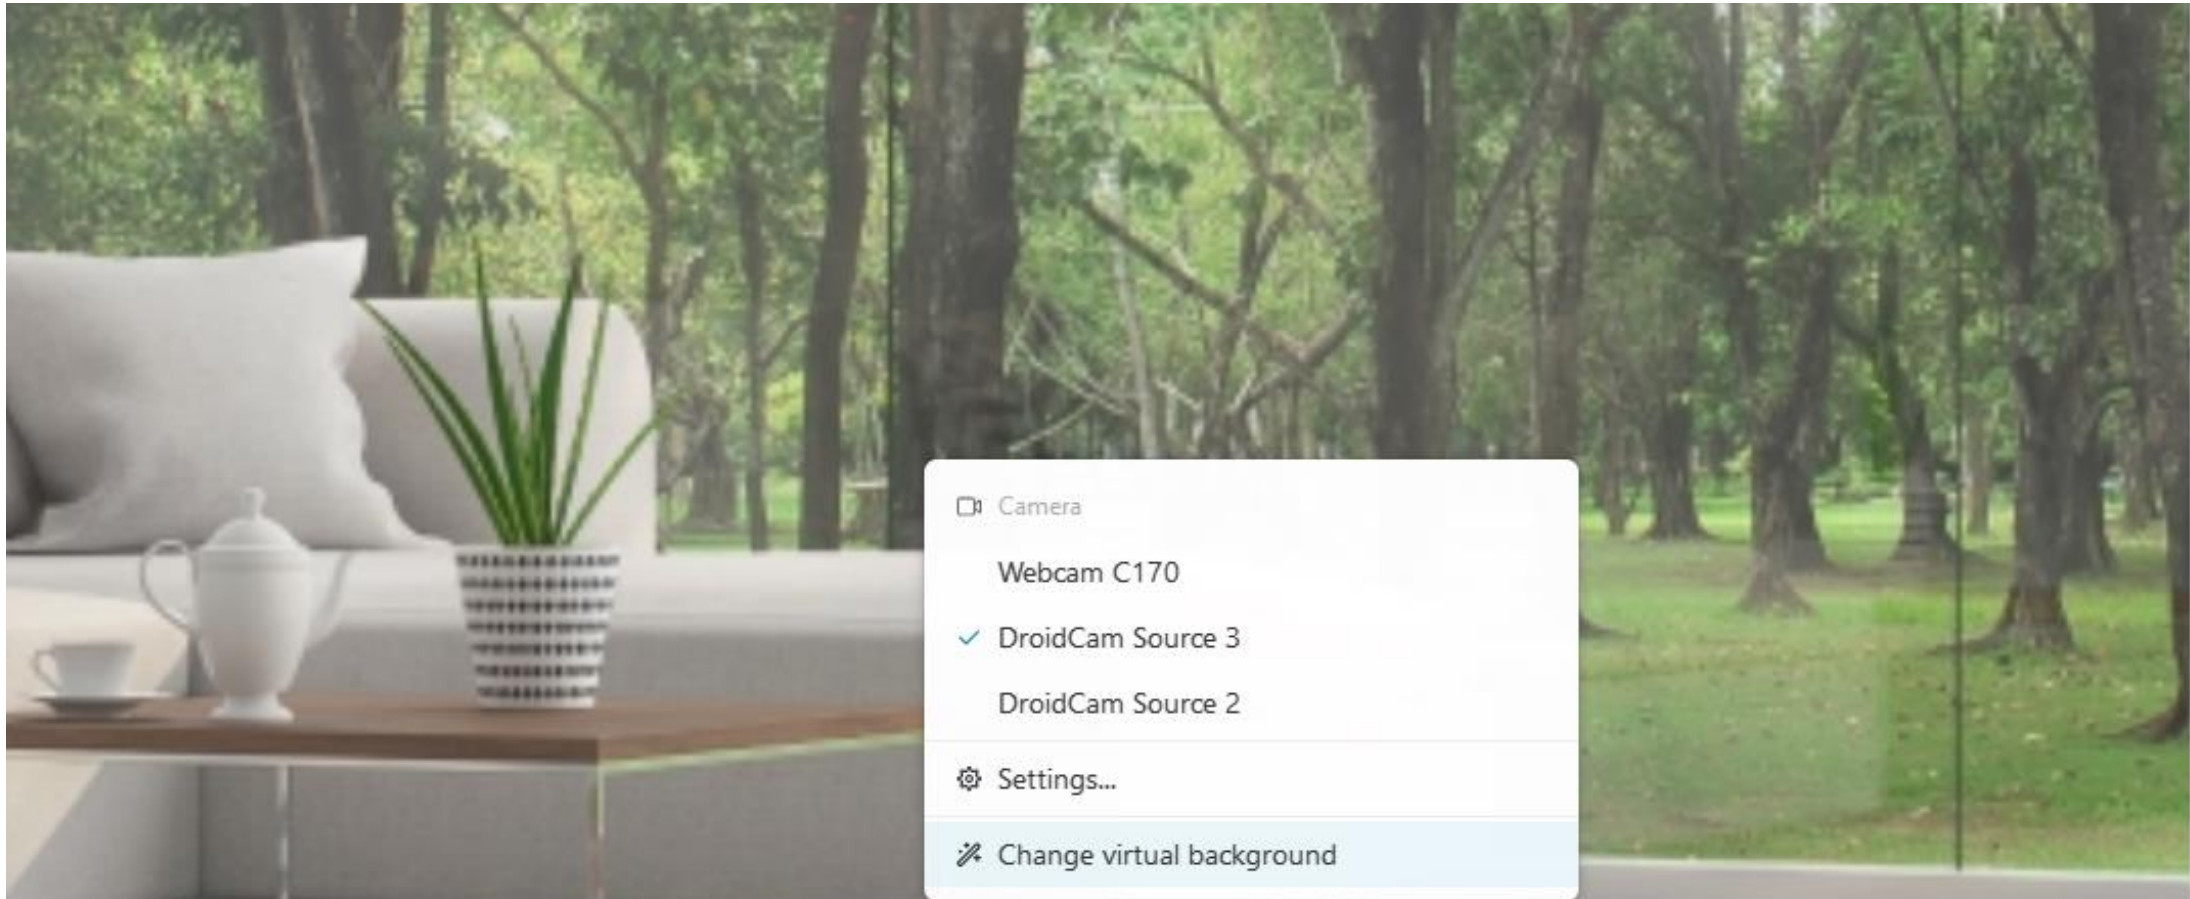 Camera
Webcam C170
DroidCam Source 3
DroidCam Source 2
Settings...
Change virtual background